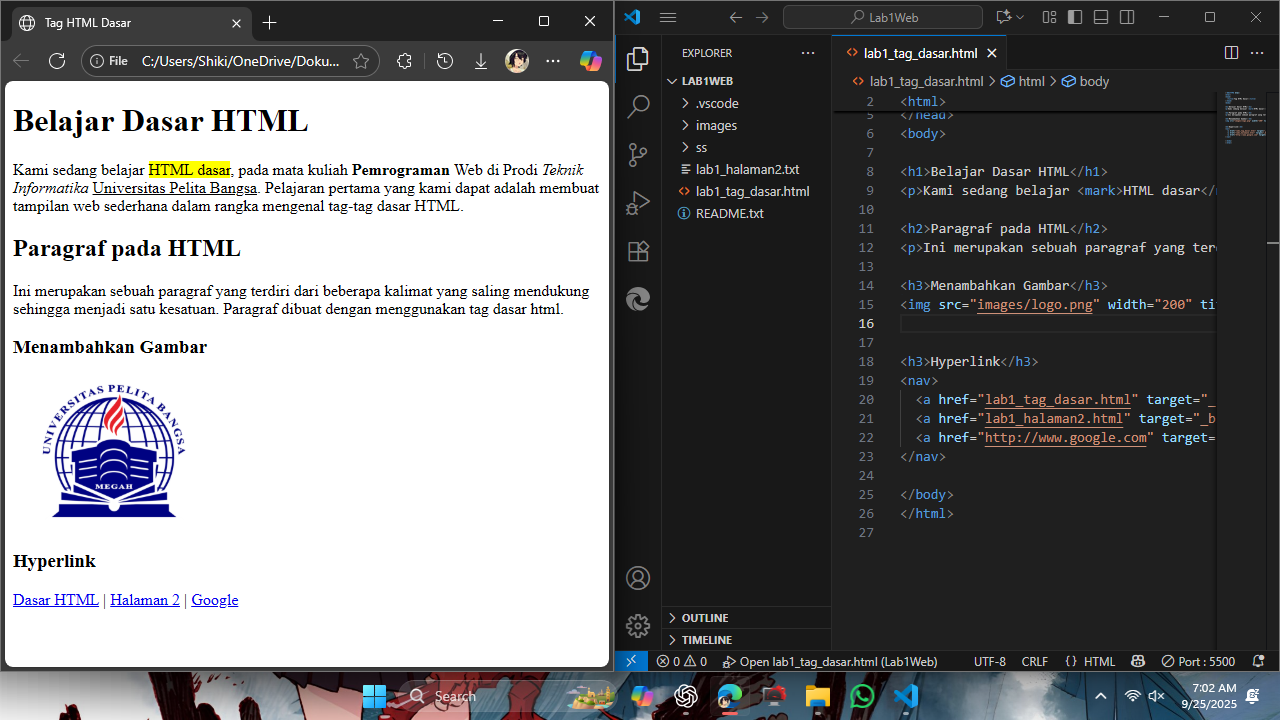 Tag HTML Dasar
File C:/Users/Shiki/OneDrive/Doku...
Belajar Dasar HTML
Kami sedang belajar HTML dasar, pada mata kuliah Pemrograman Web di Prodi Teknik
Informatika Universitas Pelita Bangsa. Pelajaran pertama yang kami dapat adalah membuat
tampilan web sederhana dalam rangka mengenal tag-tag dasar HTML.
Paragraf pada HTML
Ini merupakan sebuah paragraf yang terdiri dari beberapa kalimat yang saling mendukung
sehingga menjadi satu kesatuan. Paragraf dibuat dengan menggunakan tag dasar html.
Menambahkan Gambar
UNIVERSITAS PELITA BANGSA
MEGAH
Hyperlink
Dasar HTML | Halaman 2 | Google
Lab1Web
EXPLORER
LAB1WEB
.vscode
images
ss
lab1_halaman2.txt
lab1_tag_dasar.html
README.txt
OUTLINE
TIMELINE
lab1_tag_dasar.html
lab1_tag_dasar.html > html > body
2 <html>
5 </head>
6 <body>
7
8 <h1>Belajar Dasar HTML</h1>
9 <p>Kami sedang belajar <mark>HTML dasar</
10
11 <h2>Paragraf pada HTML</h2>
12 <p>Ini merupakan sebuah paragraf yang ter
13
14 <h3>Menambahkan Gambar</h3>
15 <img src="images/logo.png" width="200" tit
16
17
18 <h3>Hyperlink</h3>
19 <nav>
20 <a href="lab1_tag_dasar.html" target="_
21 <a href="lab1_halaman2.html" target="_b
22 <a href="http://www.google.com" target=
23 </nav>
24
25 </body>
26 </html>
27
0 0 Open lab1_tag_dasar.html (Lab1Web) UTF-8 CRLF {} HTML Port : 5500
Search
7:02 AM
9/25/2025